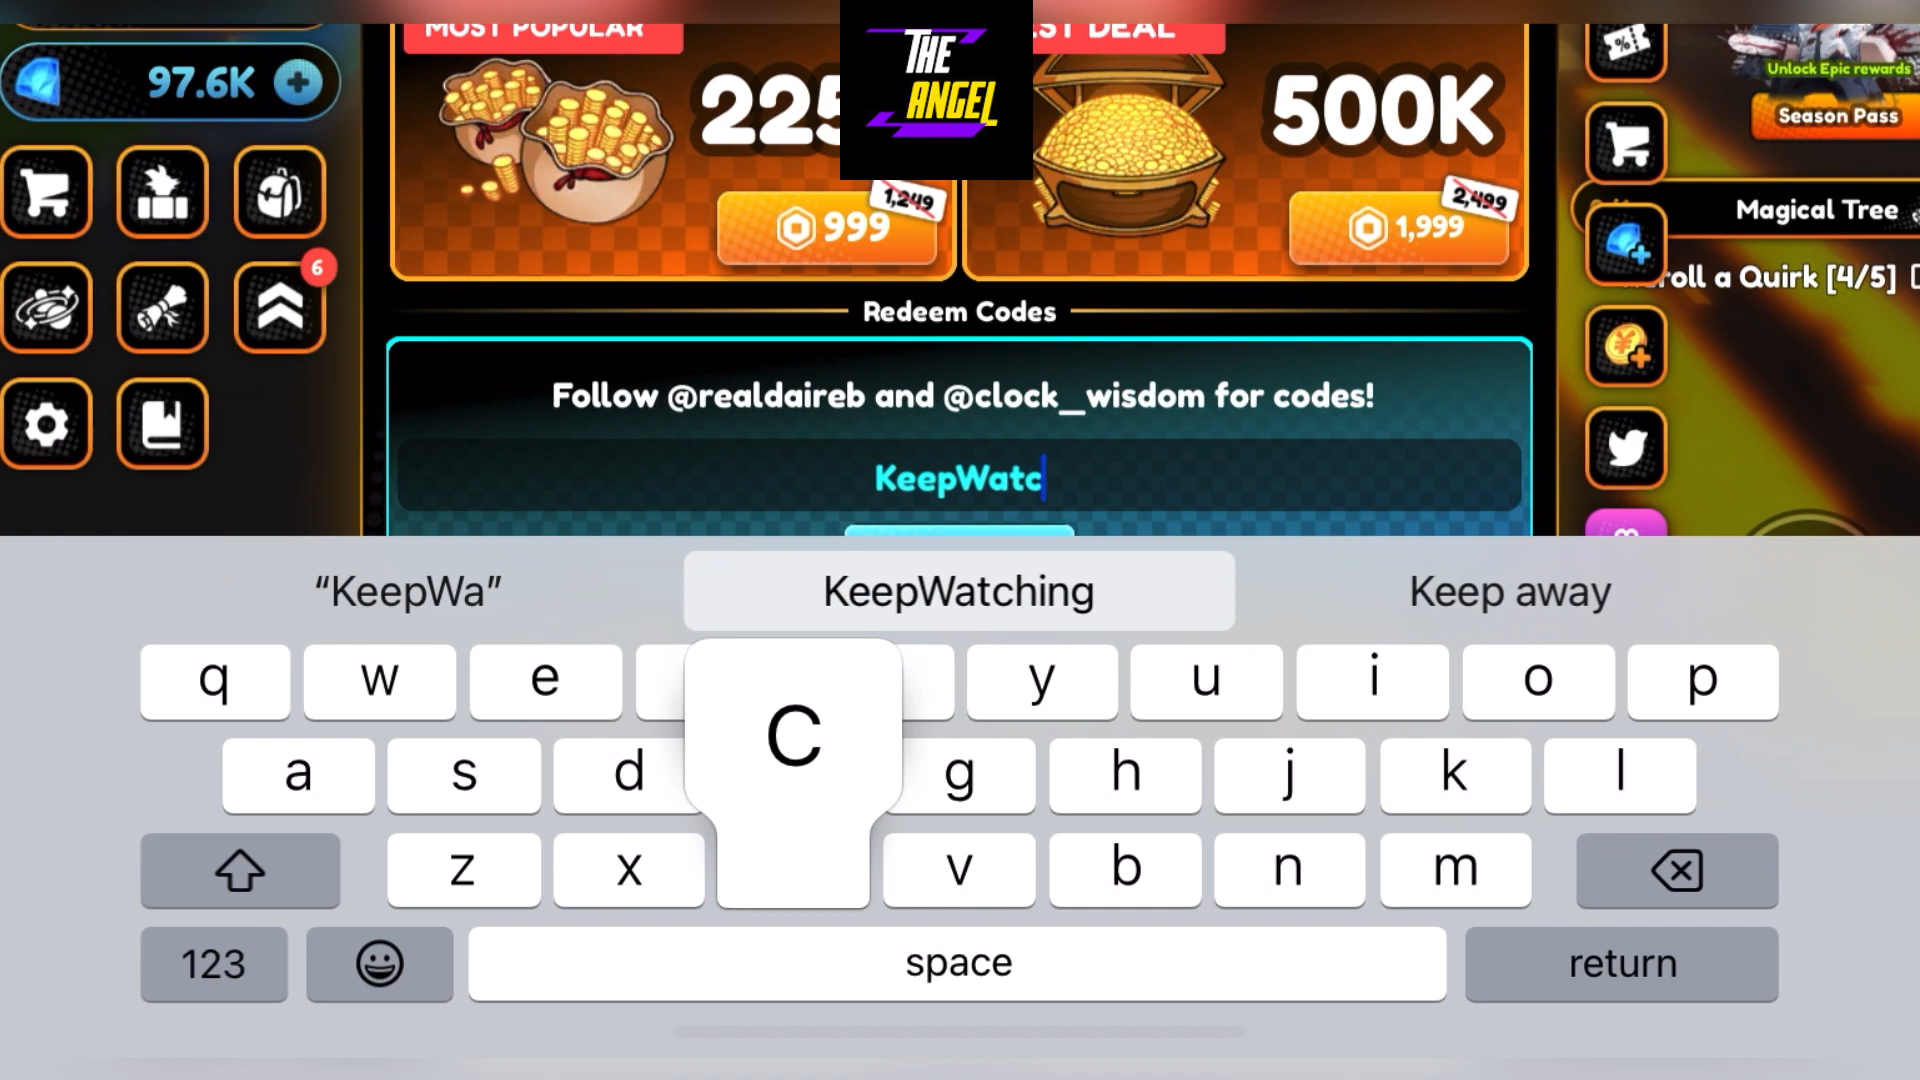 MOST POPULAR
97.6K
225
1,249
999
THE
ANGEL
EST DEAL
500K
2,499
1,999
%
Unlock Epic rewards
Season Pass
Magical Tree
roll a Quirk [4/5]
6
Redeem Codes
Follow @realdaireb and @clock_wisdom for codes!
KeepWatc
“KeepWa”
KeepWatching
Keep away
q w e y u i o p
C
a s d g h j k l
z x v b n m
123
space
return